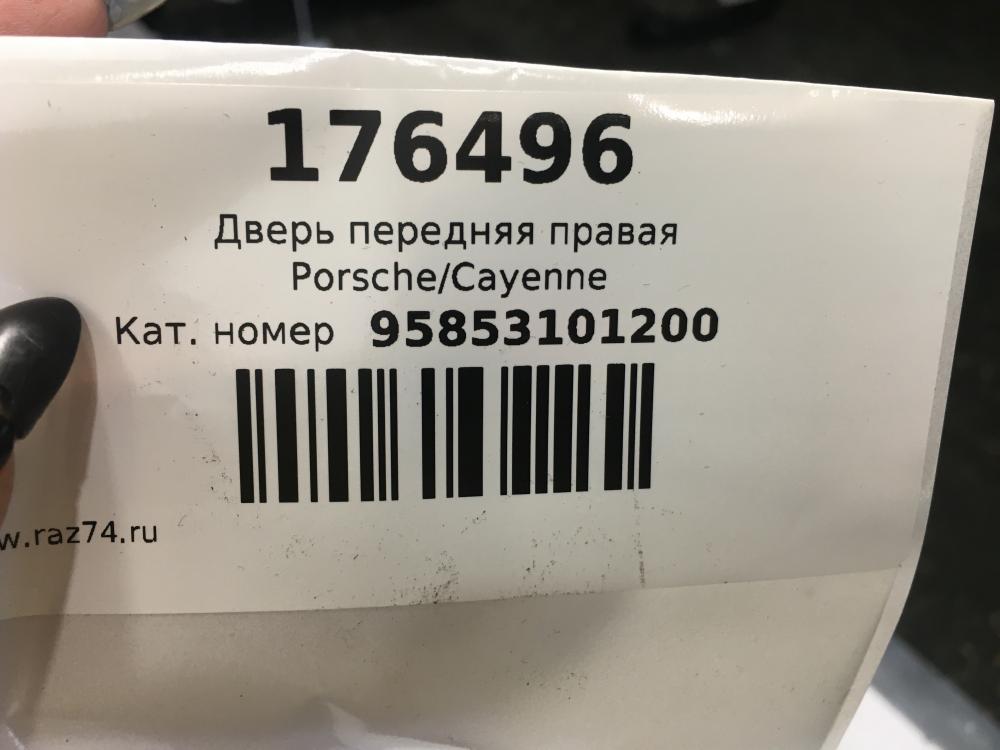 176496
Дверь передняя правая
Porsche/Cayenne
Кат. номер 95853101200
w.raz74.ru